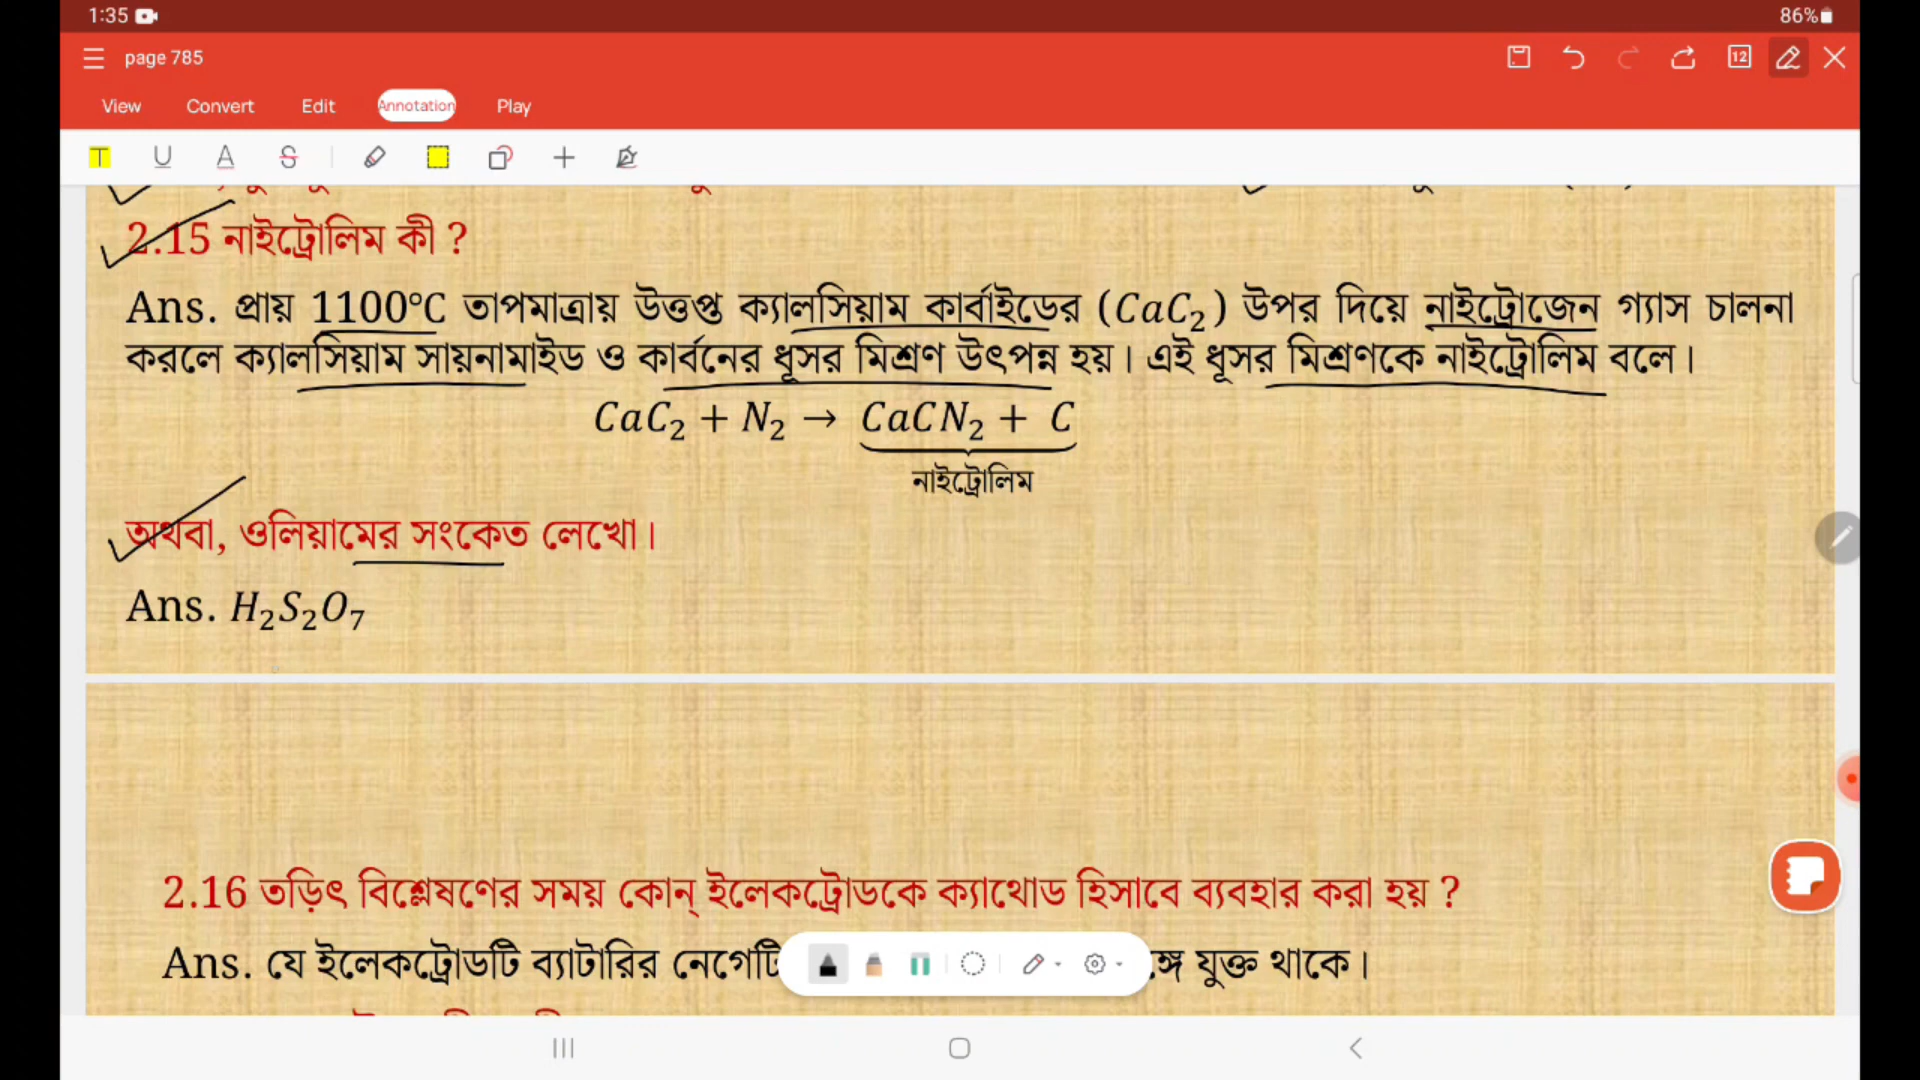 1:35
86%
page 785
12
View Convert Edit Annotation Play
T U A S
2.15 নাইট্রোলিম কী ?
Ans. প্রায় 1100°C তাপমাত্রায় উত্তপ্ত ক্যালসিয়াম কার্বাইডের (CaC₂) উপর দিয়ে নাইট্রোজেন গ্যাস চালনা
করলে ক্যালসিয়াম সায়নামাইড ও কার্বনের ধূসর মিশ্রণ উৎপন্ন হয়। এই ধূসর মিশ্রণকে নাইট্রোলিম বলে।
CaC₂ + N₂ → CaCN₂ + C
নাইট্রোলিম
অথবা, ওলিয়ামের সংকেত লেখো।
Ans. H₂S₂O₇
2.16 তড়িৎ বিশ্লেষণের সময় কোন্ ইলেকট্রোডকে ক্যাথোড হিসাবে ব্যবহার করা হয় ?
Ans. যে ইলেকট্রোডটি ব্যাটারির যুক্ত থাকে।